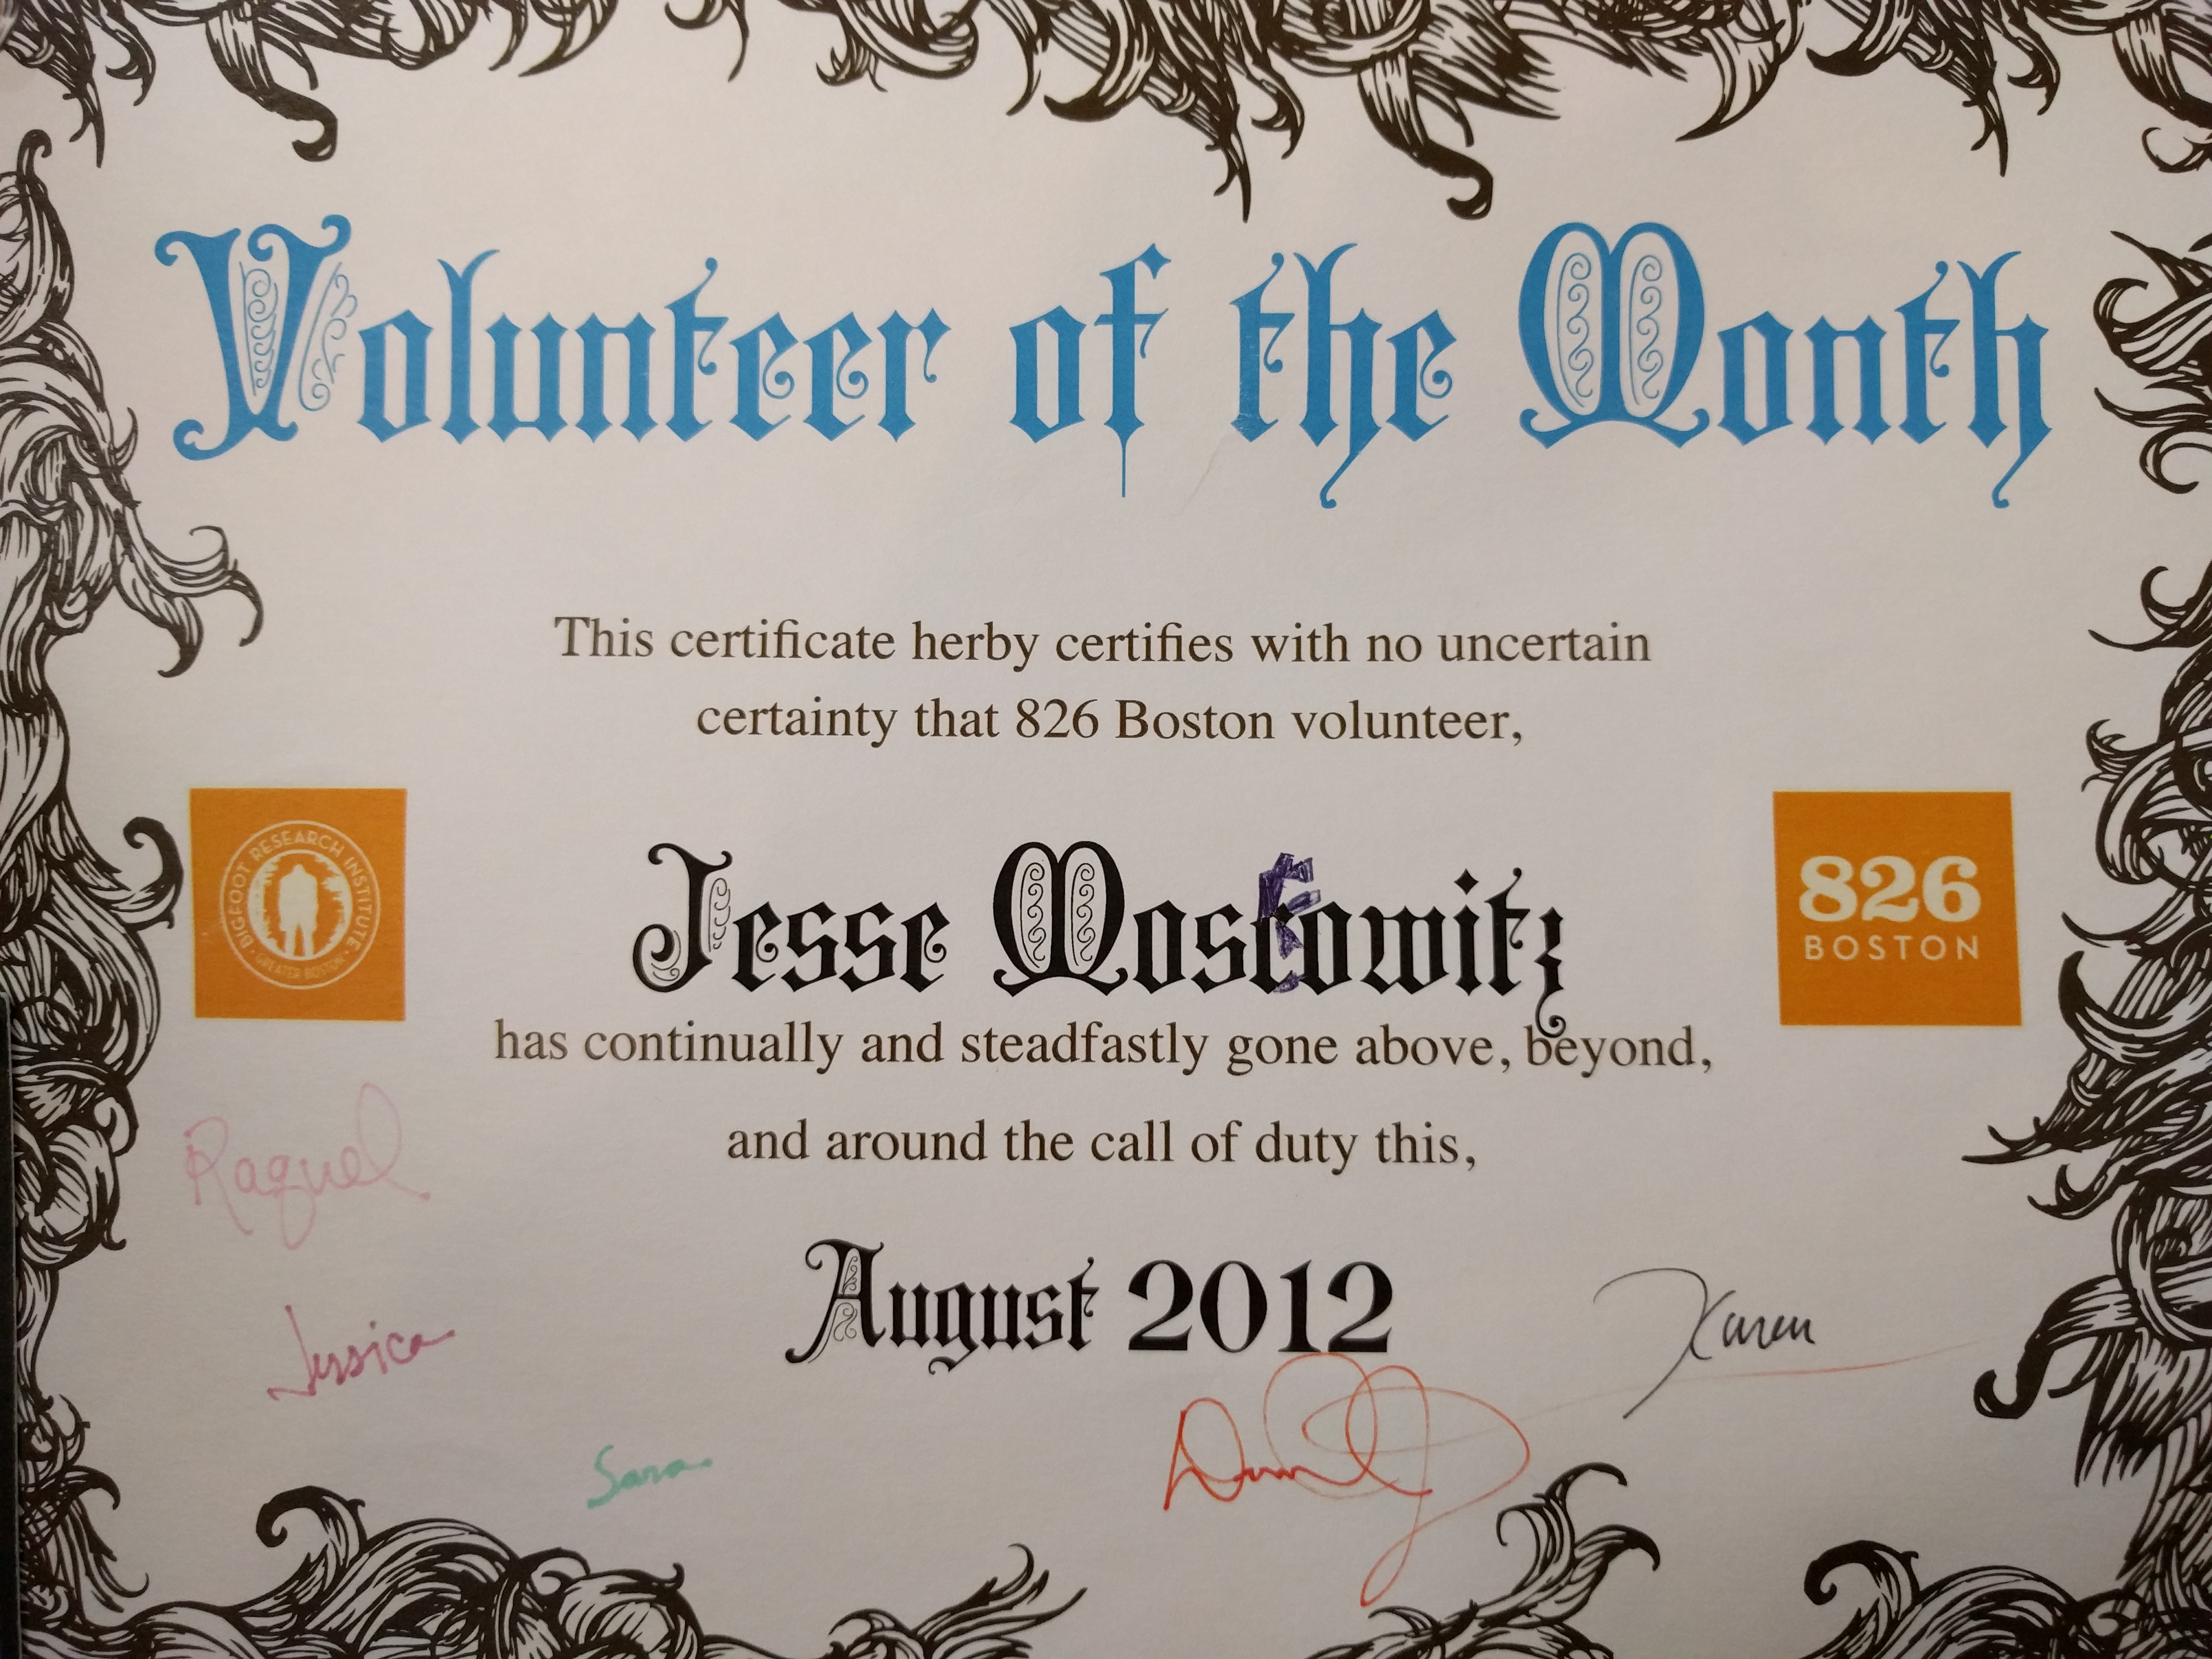 Volunteer of the Month
This certificate herby certifies with no uncertain
certainty that 826 Boston volunteer,
BIGFOOT RESEARCH INSTITUTE
GREATER BOSTON
826
BOSTON
Jesse Moskowitz
has continually and steadfastly gone above, beyond,
and around the call of duty this,
Raquel
August 2012
Karen
Jessica
Sara